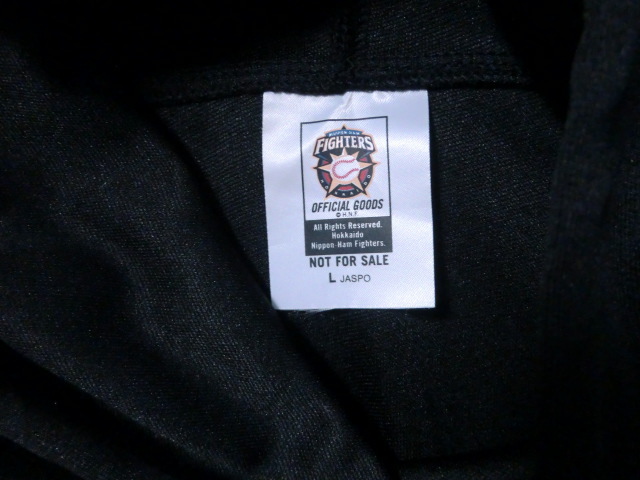 NIPPON HAM
FIGHTERS
OFFICIAL GOODS
© H.N.F
All Rights Reserved.
Hokkaido
Nippon-Ham Fighters.
NOT FOR SALE
L JASPO